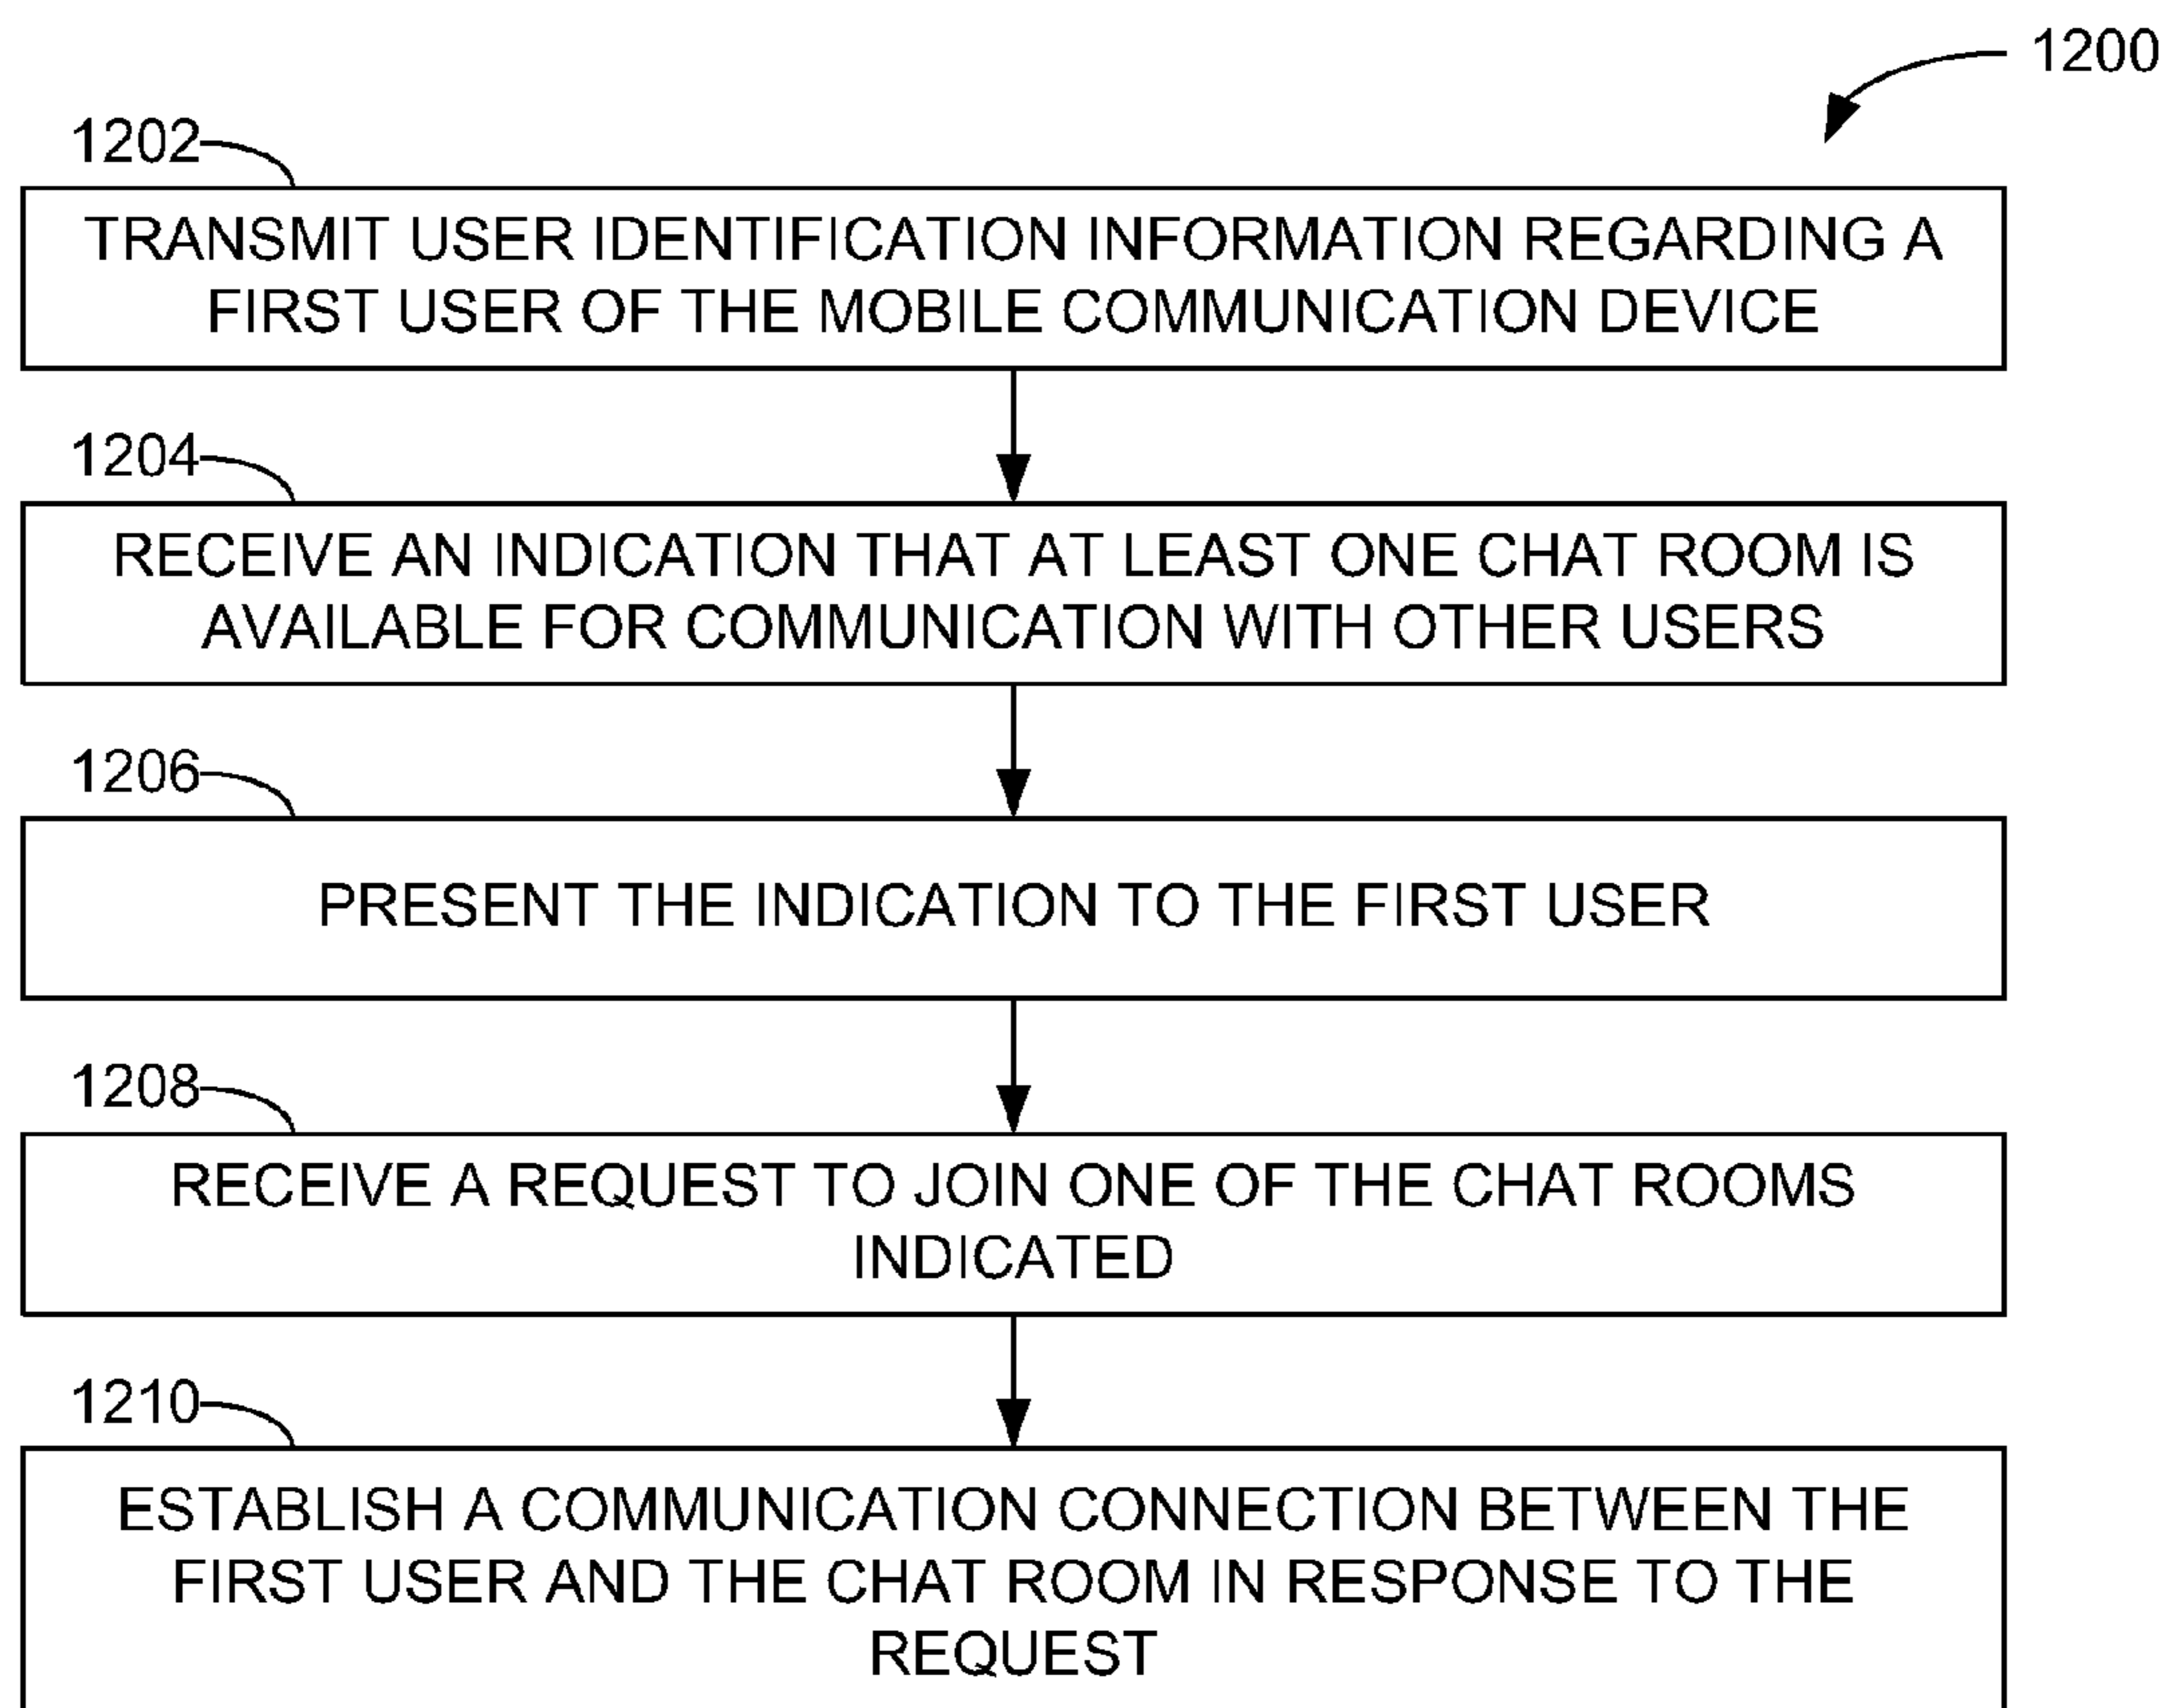 1200
1202
TRANSMIT USER IDENTIFICATION INFORMATION REGARDING A
FIRST USER OF THE MOBILE COMMUNICATION DEVICE
1204
RECEIVE AN INDICATION THAT AT LEAST ONE CHAT ROOM IS
AVAILABLE FOR COMMUNICATION WITH OTHER USERS
1206
PRESENT THE INDICATION TO THE FIRST USER
1208
RECEIVE A REQUEST TO JOIN ONE OF THE CHAT ROOMS
INDICATED
1210
ESTABLISH A COMMUNICATION CONNECTION BETWEEN THE
FIRST USER AND THE CHAT ROOM IN RESPONSE TO THE
REQUEST